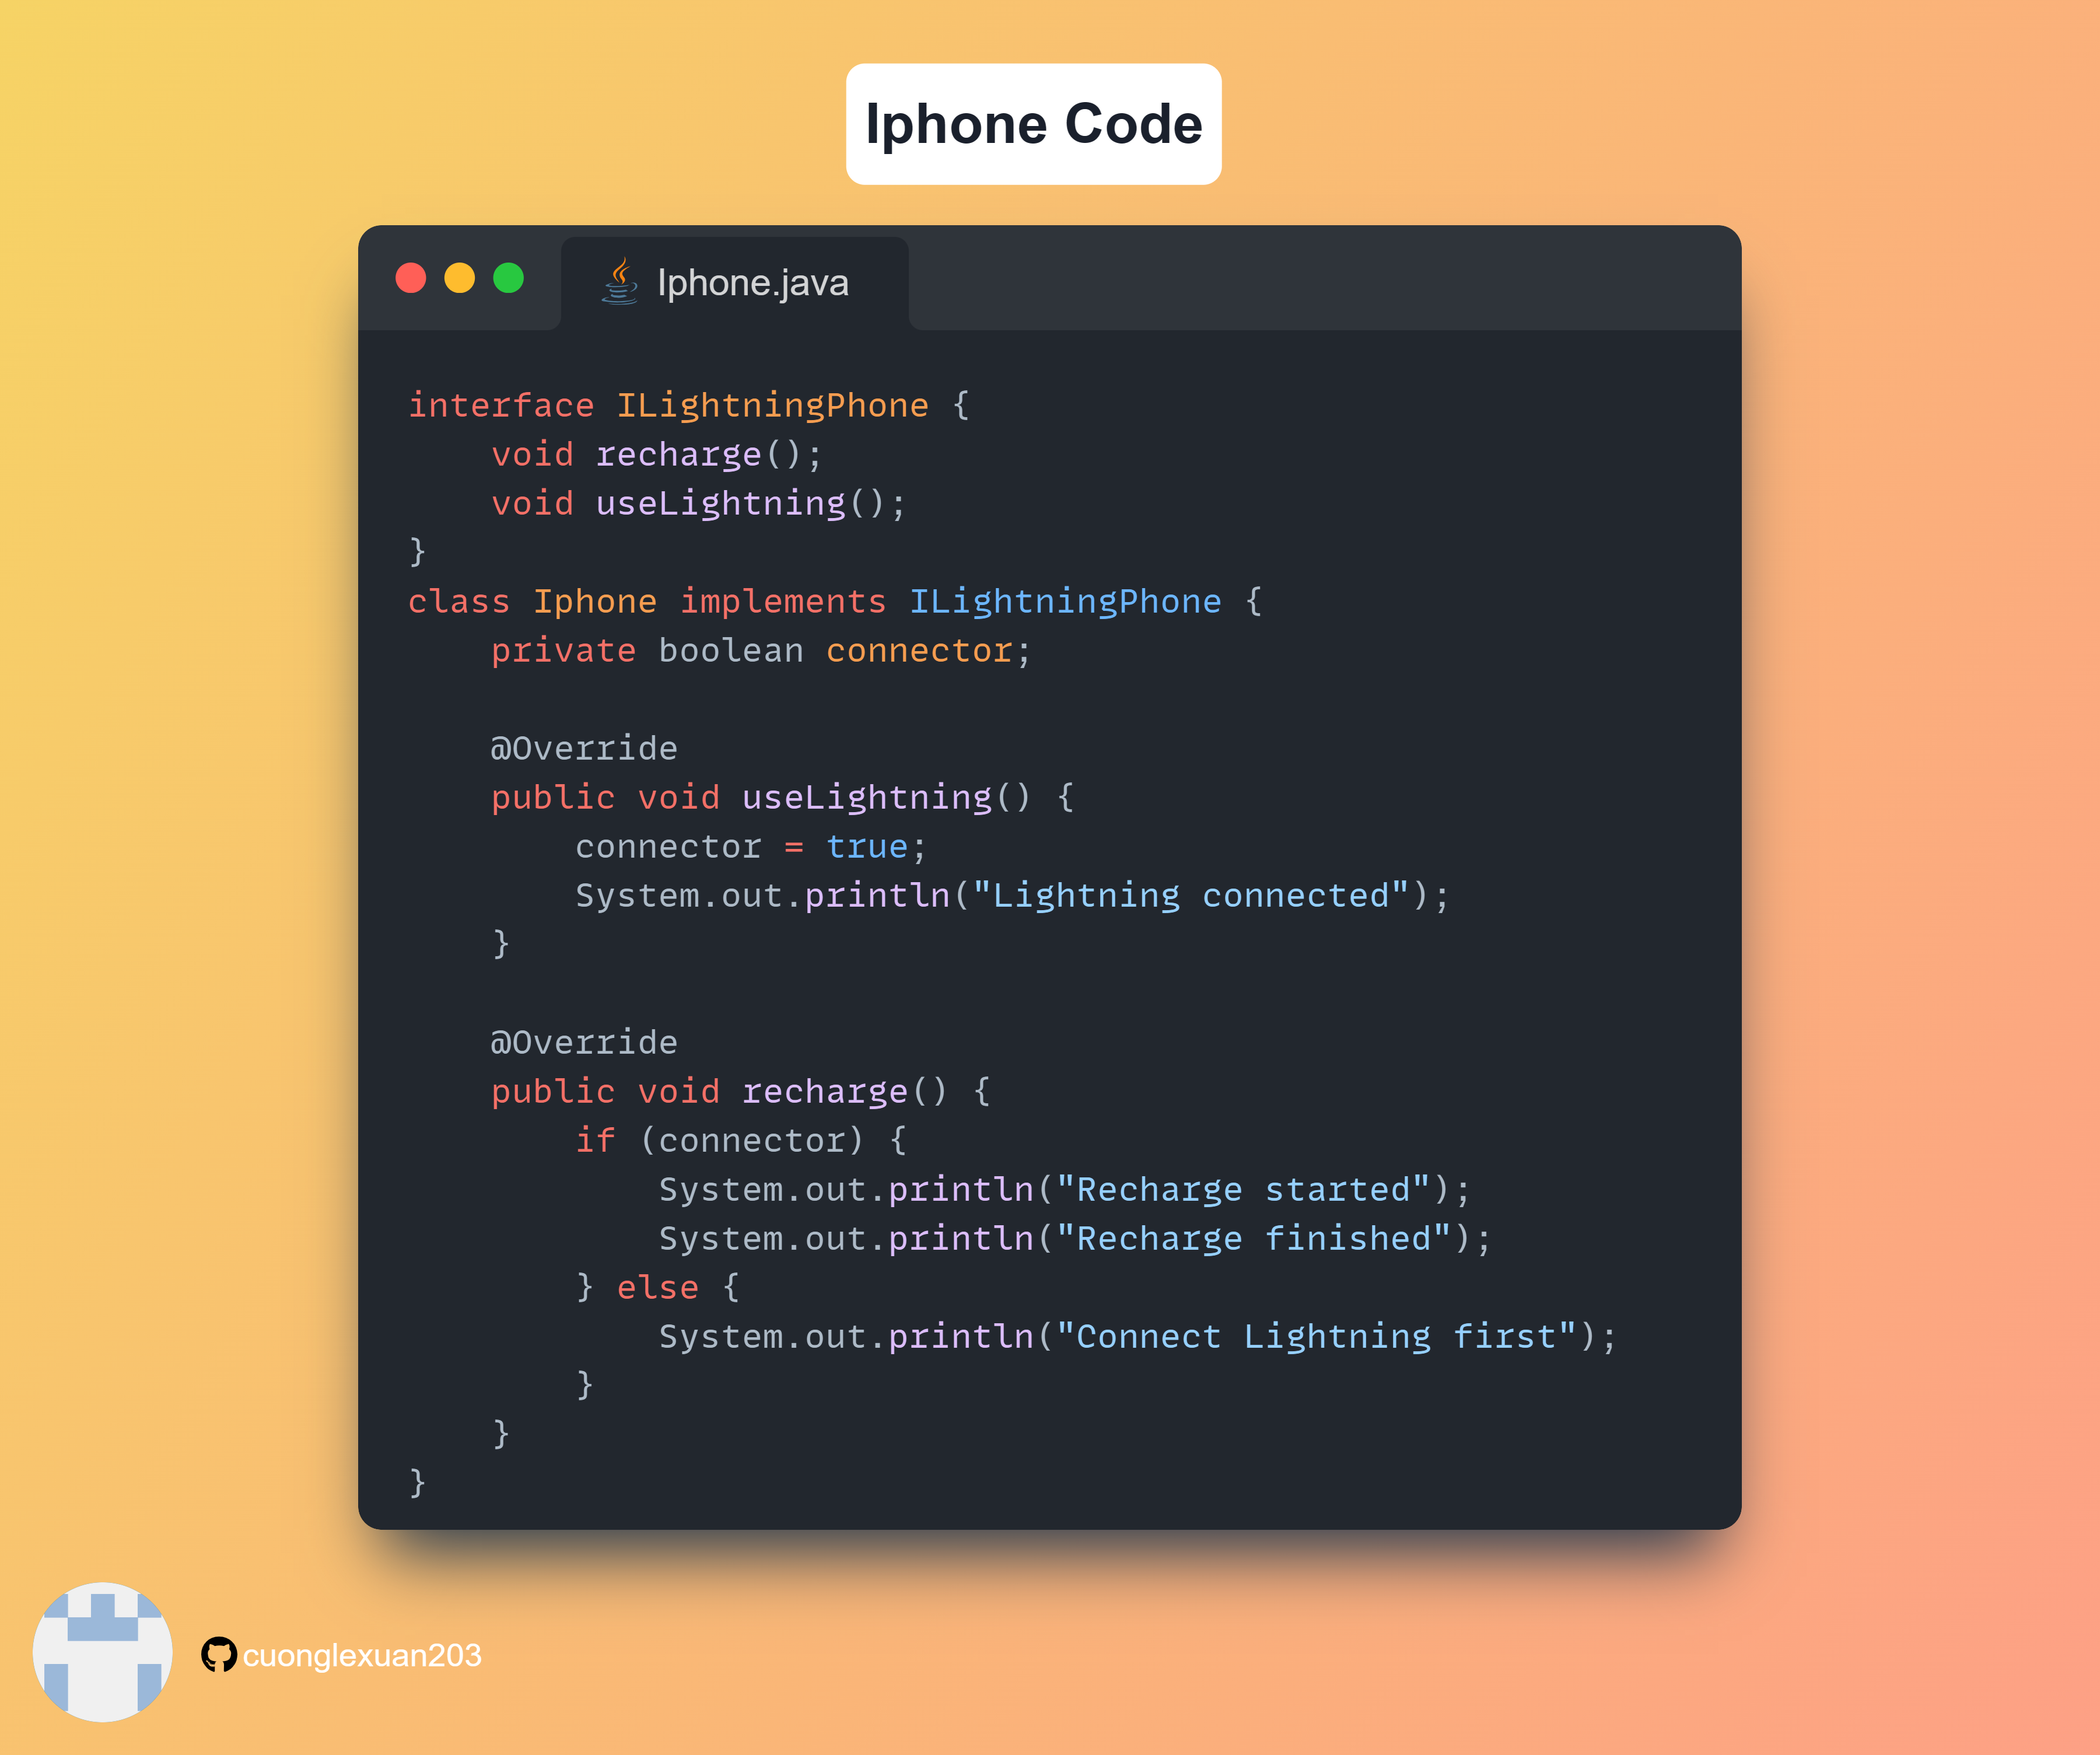 Iphone Code
Iphone.java
interface ILightningPhone {
    void recharge();
    void useLightning();
}
class Iphone implements ILightningPhone {
    private boolean connector;
    @Override
    public void useLightning() {
        connector = true;
        System.out.println("Lightning connected");
    }
    @Override
    public void recharge() {
        if (connector) {
            System.out.println("Recharge started");
            System.out.println("Recharge finished");
        } else {
            System.out.println("Connect Lightning first");
        }
    }
}
cuonglexuan203